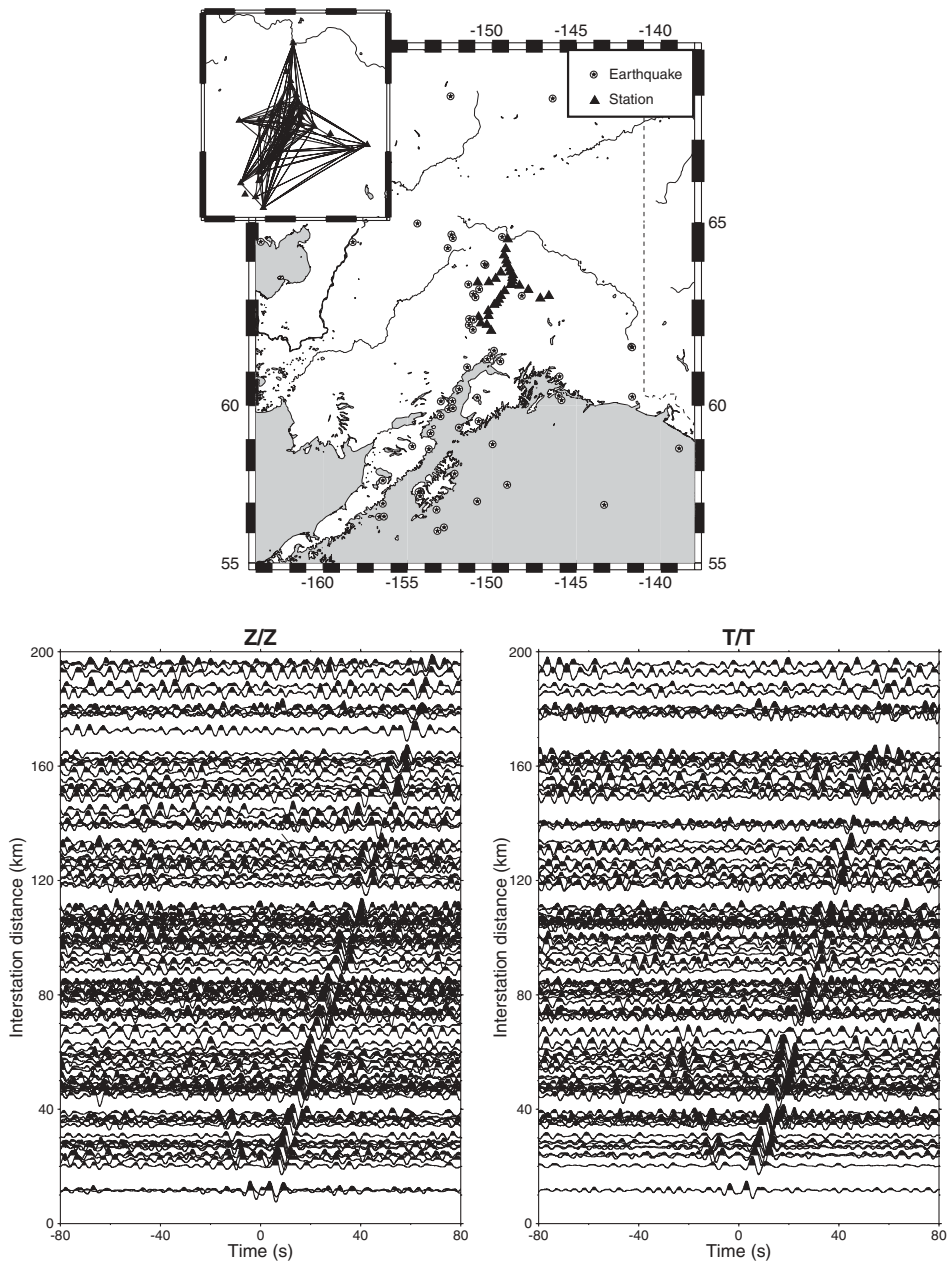 -150 -145 -140
Earthquake
Station
65
60 60
55 55
-160 -155 -150 -145 -140
Z/Z T/T
200 200
160 160
120 120
80 80
40 40
0 0
Interstation distance (km) Interstation distance (km)
-80 -40 0 40 80 -80 -40 0 40 80
Time (s) Time (s)